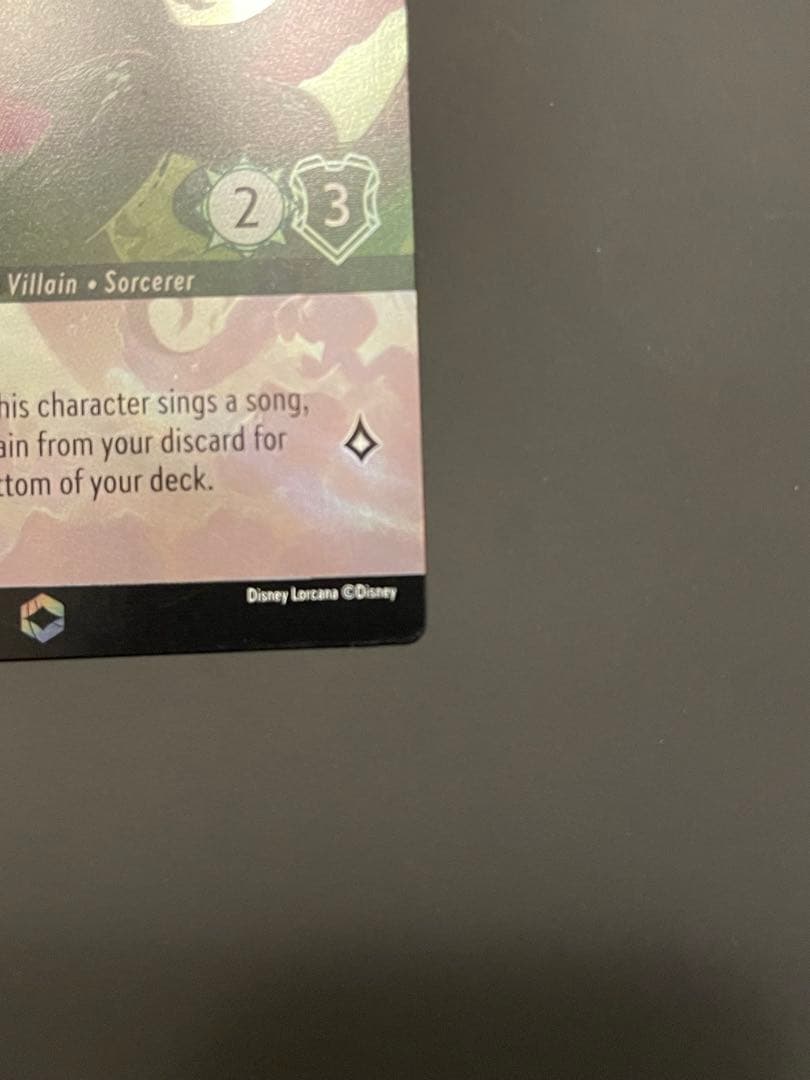 2 3
Villain • Sorcerer
his character sings a song,
ain from your discard for
ttom of your deck.
Disney Lorcana ©Disney